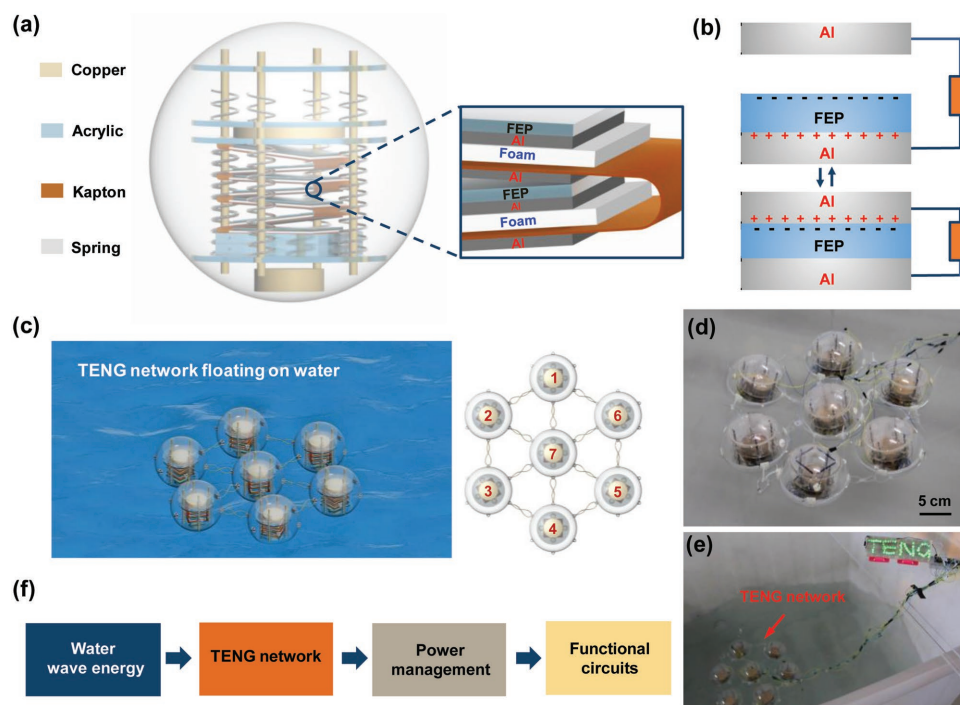 (a)
Copper
Acrylic
Kapton
Spring
FEP
Al
Foam
Al
FEP
Al
Foam
Al
(b)
Al
- - - - - - - - - -
FEP
+ + + + + + + + + +
Al
Al
+ + + + + + + + + +
- - - - - - - - - -
FEP
Al
(c)
TENG network floating on water
1
2
6
7
3
5
4
(d)
5 cm
(e)
TENG
TENG network
(f)
Water
wave energy
TENG network
Power
management
Functional
circuits